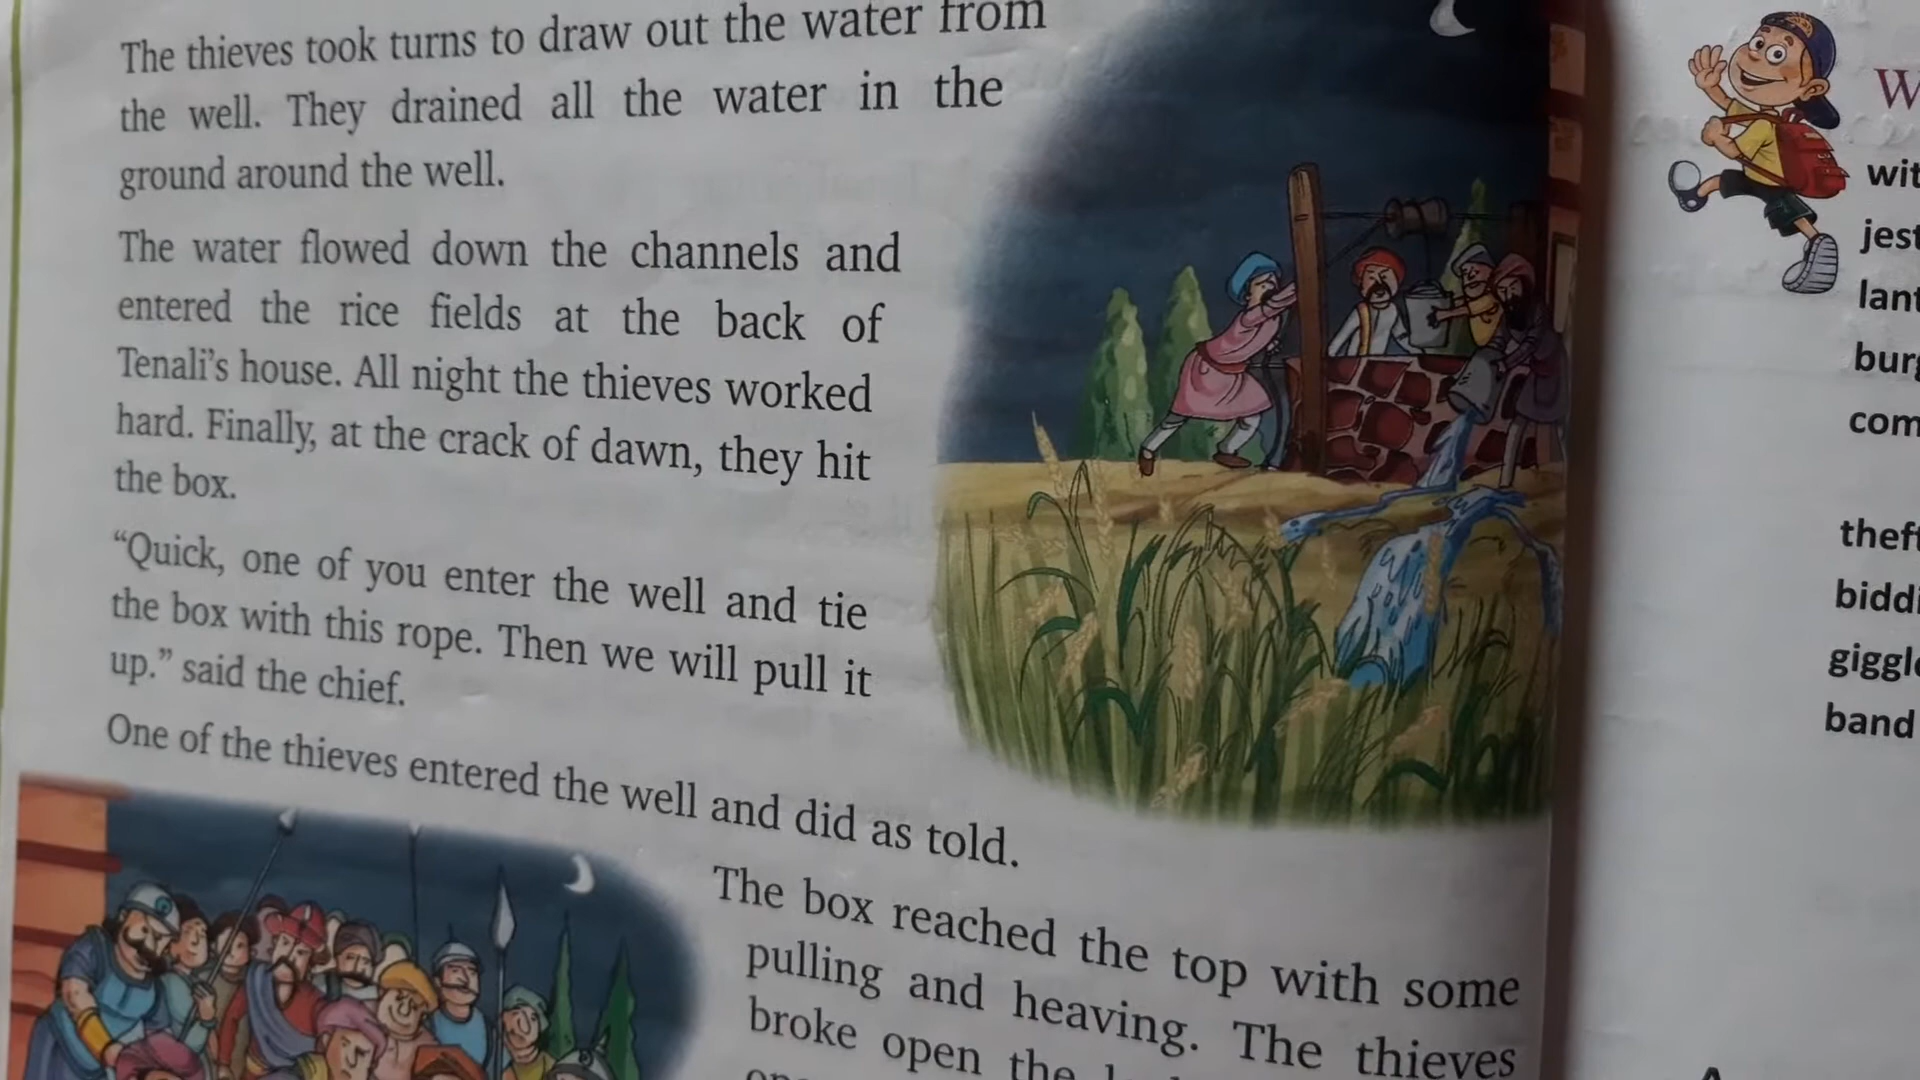 The thieves took turns to draw out the water from
the well. They drained all the water in the
ground around the well.
The water flowed down the channels and
entered the rice fields at the back of
Tenali's house. All night the thieves worked
hard. Finally, at the crack of dawn, they hit
the box.
“Quick, one of you enter the well and tie
the box with this rope. Then we will pull it
up.” said the chief.
One of the thieves entered the well and did as told.
The box reached the top with some
pulling and heaving. The thieves
broke open the
W
wit
jest
lant
burg
com
theft
biddi
giggle
band